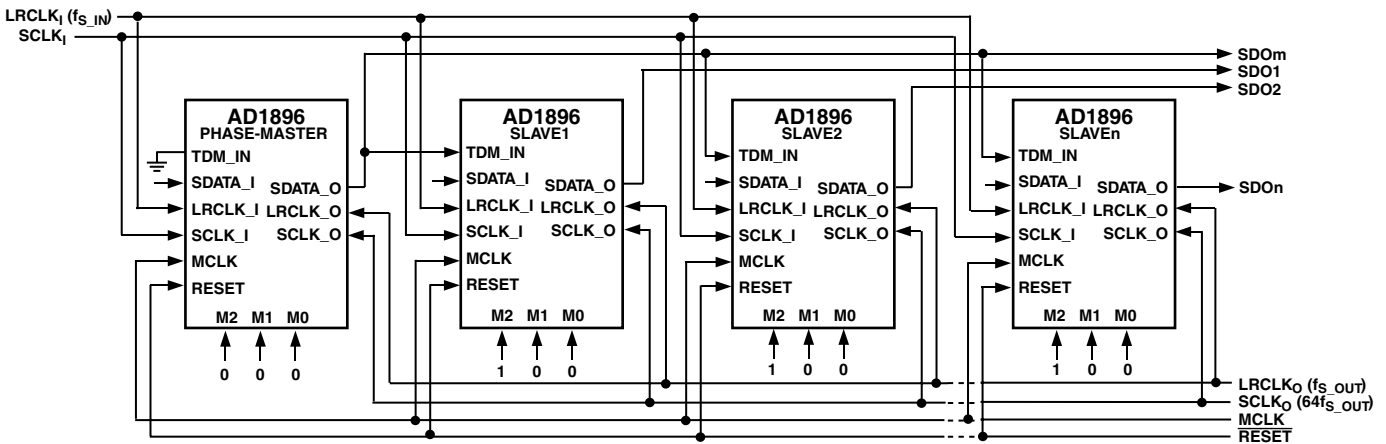 LRCLK_I (f_S_IN)
SCLK_I
SDOm
SDO1
SDO2
AD1896
PHASE-MASTER
TDM_IN
SDATA_I
SDATA_O
LRCLK_I
LRCLK_O
SCLK_I
SCLK_O
MCLK
RESET
M2 M1 M0
0 0 0
AD1896
SLAVE1
TDM_IN
SDATA_I
SDATA_O
LRCLK_I
LRCLK_O
SCLK_I
SCLK_O
MCLK
RESET
M2 M1 M0
1 0 0
AD1896
SLAVE2
TDM_IN
SDATA_I
SDATA_O
LRCLK_I
LRCLK_O
SCLK_I
SCLK_O
MCLK
RESET
M2 M1 M0
1 0 0
AD1896
SLAVEn
TDM_IN
SDATA_I
SDATA_O
LRCLK_I
LRCLK_O
SCLK_I
SCLK_O
MCLK
RESET
M2 M1 M0
1 0 0
SDOn
LRCLK_O (f_S_OUT)
SCLK_O (64f_S_OUT)
MCLK
RESET